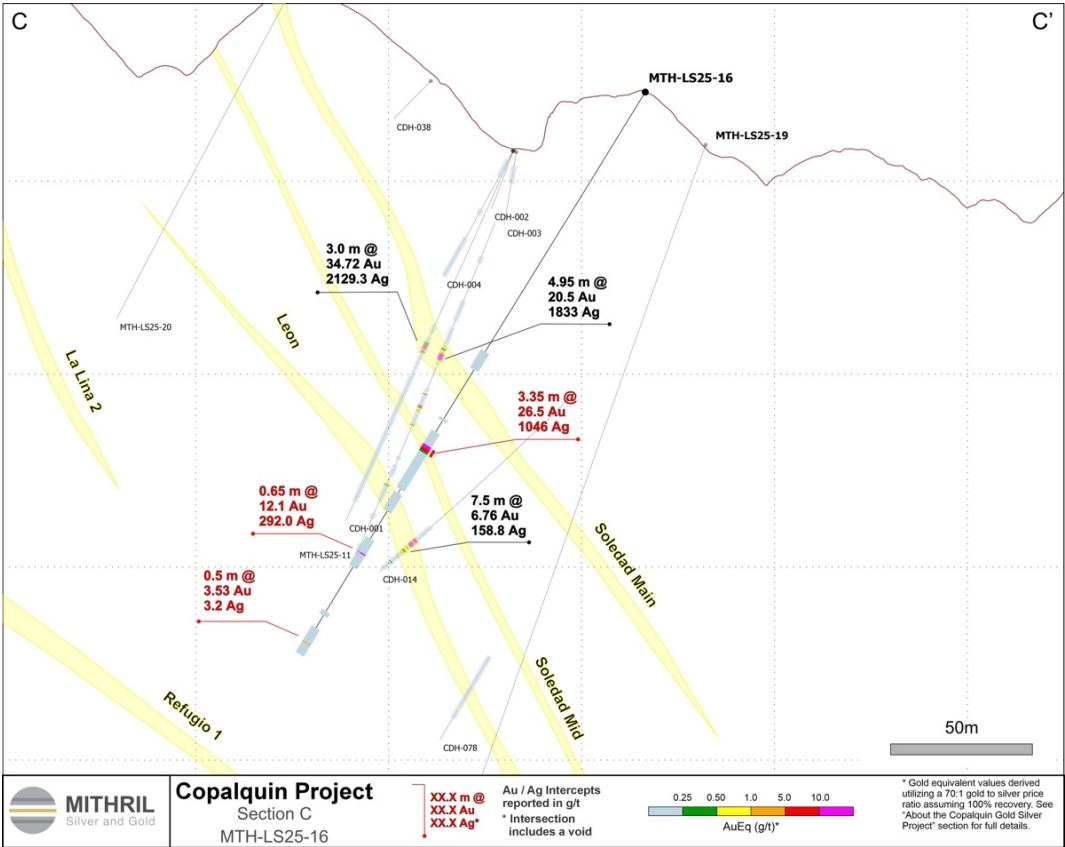 C
C'
MTH-LS25-16
MTH-LS25-19
CDH-038
CDH-002
CDH-003
3.0 m @
34.72 Au
2129.3 Ag
4.95 m @
20.5 Au
1833 Ag
CDH-004
MTH-LS25-20
Leon
La Lina 2
3.35 m @
26.5 Au
1046 Ag
0.65 m @
12.1 Au
292.0 Ag
7.5 m @
6.76 Au
158.8 Ag
CDH-001
MTH-LS25-11
CDH-014
Soledad Main
0.5 m @
3.53 Au
3.2 Ag
Soledad Mid
Refugio 1
CDH-078
50m
MITHRIL
Silver and Gold
Copalquin Project
Section C
MTH-LS25-16
XX.X m @
XX.X Au
XX.X Ag*
Au / Ag Intercepts
reported in g/t
* Intersection
includes a void
0.25 0.50 1.0 5.0 10.0
AuEq (g/t)*
* Gold equivalent values derived
utilizing a 70:1 gold to silver price
ratio assuming 100% recovery. See
"About the Copalquin Gold Silver
Project" section for full details.